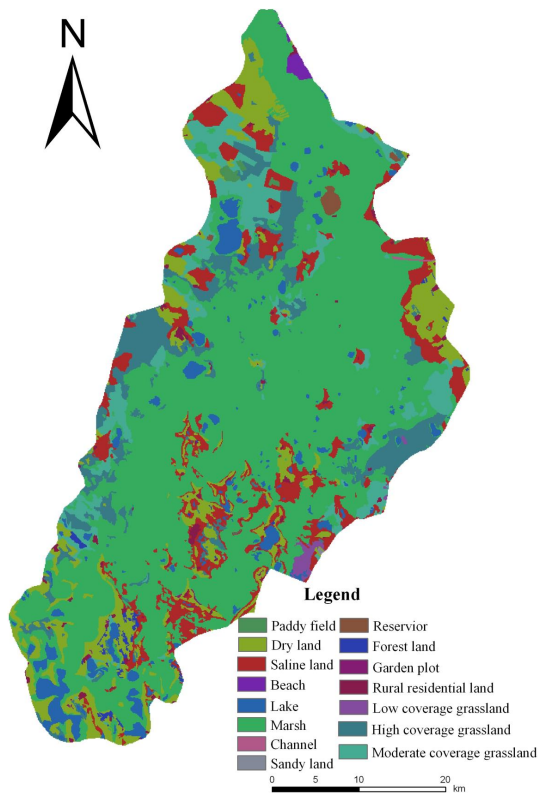 N
Legend
Paddy field
Dry land
Saline land
Beach
Lake
Marsh
Channel
Sandy land
Reservior
Forest land
Garden plot
Rural residential land
Low coverage grassland
High coverage grassland
Moderate coverage grassland
0 5 10 20
km